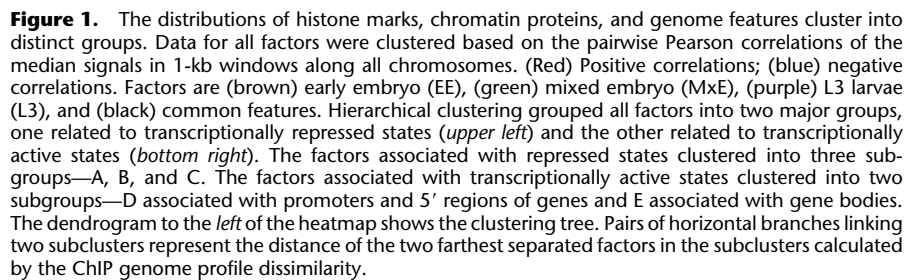 Figure 1. The distributions of histone marks, chromatin proteins, and genome features cluster into
distinct groups. Data for all factors were clustered based on the pairwise Pearson correlations of the
median signals in 1-kb windows along all chromosomes. (Red) Positive correlations; (blue) negative
correlations. Factors are (brown) early embryo (EE), (green) mixed embryo (MxE), (purple) L3 larvae
(L3), and (black) common features. Hierarchical clustering grouped all factors into two major groups,
one related to transcriptionally repressed states (upper left) and the other related to transcriptionally
active states (bottom right). The factors associated with repressed states clustered into three sub-
groups—A, B, and C. The factors associated with transcriptionally active states clustered into two
subgroups—D associated with promoters and 5′ regions of genes and E associated with gene bodies.
The dendrogram to the left of the heatmap shows the clustering tree. Pairs of horizontal branches linking
two subclusters represent the distance of the two farthest separated factors in the subclusters calculated
by the ChIP genome profile dissimilarity.